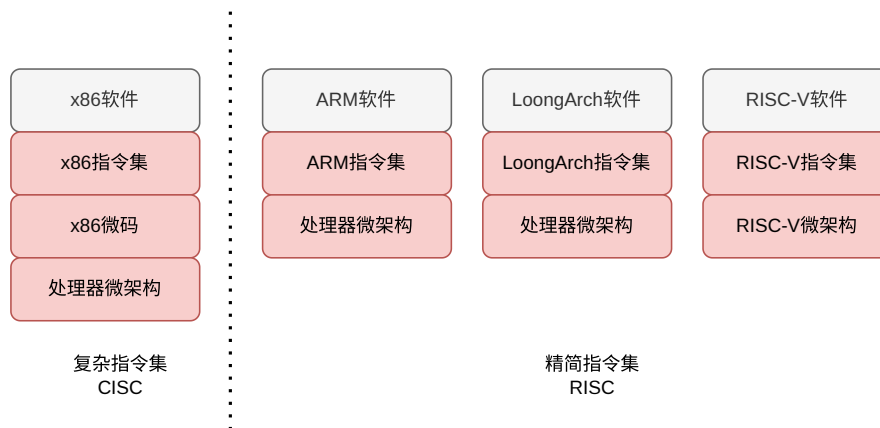 x86软件
x86指令集
x86微码
处理器微架构
复杂指令集
CISC
ARM软件
ARM指令集
处理器微架构
LoongArch软件
LoongArch指令集
处理器微架构
RISC-V软件
RISC-V指令集
RISC-V微架构
精简指令集
RISC